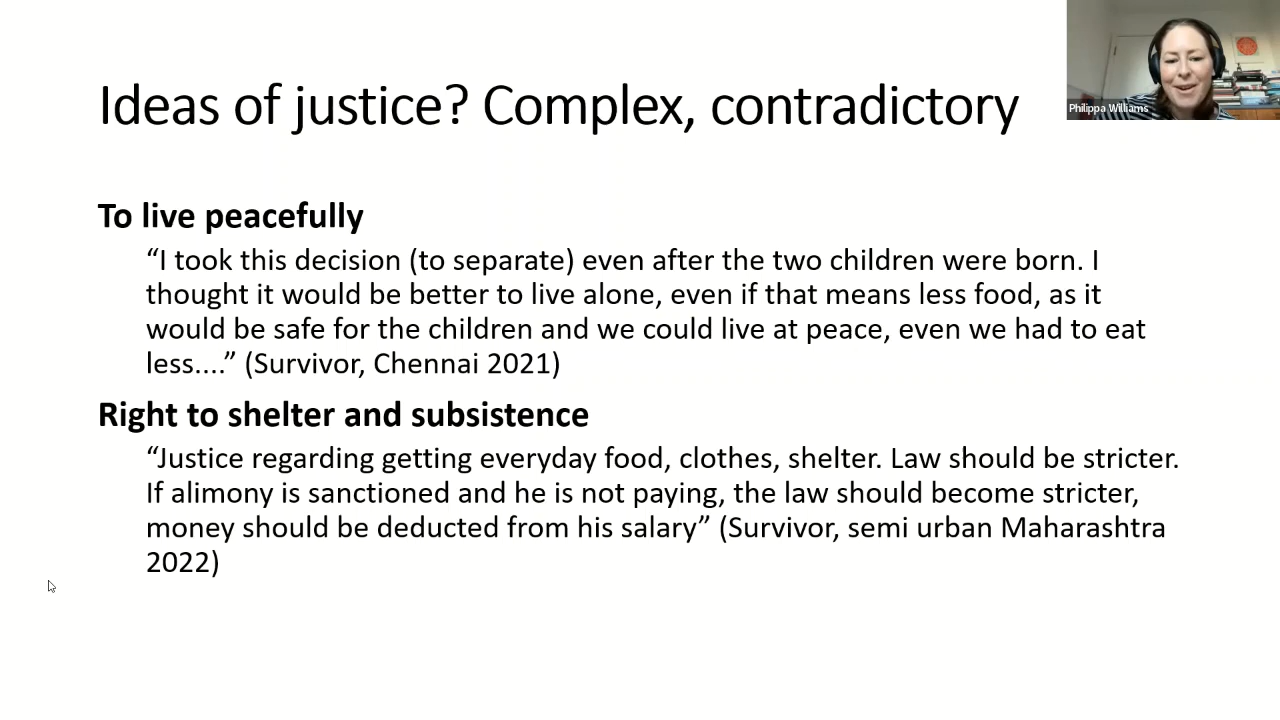 Ideas of justice? Complex, contradictory
Philippa Williams
To live peacefully
“I took this decision (to separate) even after the two children were born. I
thought it would be better to live alone, even if that means less food, as it
would be safe for the children and we could live at peace, even we had to eat
less....” (Survivor, Chennai 2021)
Right to shelter and subsistence
“Justice regarding getting everyday food, clothes, shelter. Law should be stricter.
If alimony is sanctioned and he is not paying, the law should become stricter,
money should be deducted from his salary” (Survivor, semi urban Maharashtra
2022)